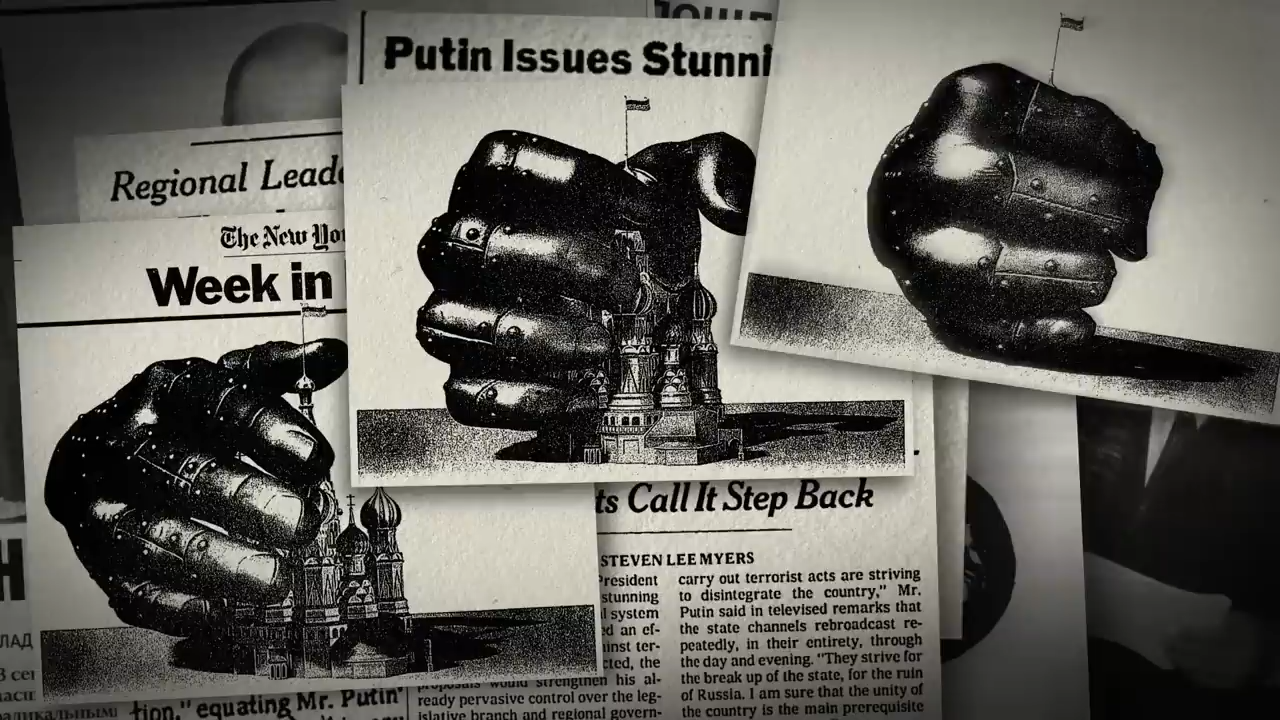 Putin Issues Stunni
Regional Leade
The New Yor
Week in
ts Call It Step Back
STEVEN LEE MYERS
President
stunning
l system
ed an ef-
inst ter-
cted, the
proposals would strengthen his al-
ready pervasive control over the leg-
islative branch and regional govern-
carry out terrorist acts are striving
to disintegrate the country," Mr.
Putin said in televised remarks that
the state channels rebroadcast re-
peatedly, in their entirety, through
the day and evening. "They strive for
the break up of the state, for the ruin
of Russia. I am sure that the unity of
the country is the main prerequisite
tion," equating Mr. Putin'